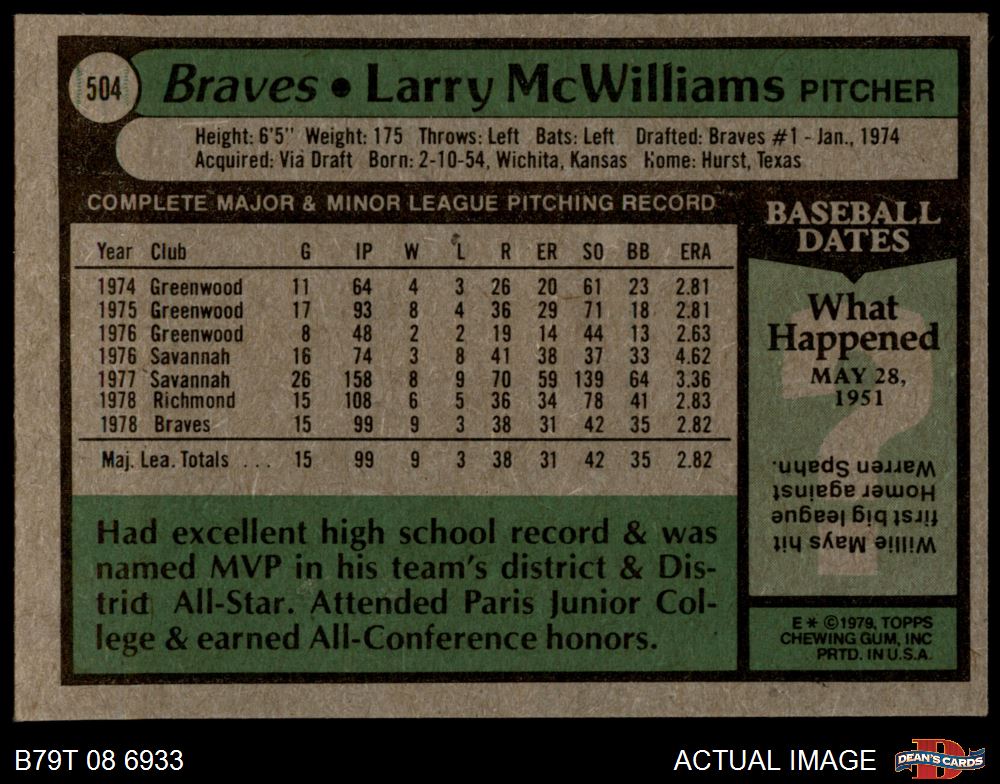 504 Braves • Larry McWilliams PITCHER
Height: 6'5" Weight: 175 Throws: Left Bats: Left Drafted: Braves #1 - Jan., 1974
Acquired: Via Draft Born: 2-10-54, Wichita, Kansas Home: Hurst, Texas
COMPLETE MAJOR & MINOR LEAGUE PITCHING RECORD
Year Club G IP W L R ER SO BB ERA
1974 Greenwood 11 64 4 3 26 20 61 23 2.81
1975 Greenwood 17 93 8 4 36 29 71 18 2.81
1976 Greenwood 8 48 2 2 19 14 44 13 2.63
1976 Savannah 16 74 3 8 41 38 37 33 4.62
1977 Savannah 26 158 8 9 70 59 139 64 3.36
1978 Richmond 15 108 6 5 36 34 78 41 2.83
1978 Braves 15 99 9 3 38 31 42 35 2.82
Maj. Lea. Totals ... 15 99 9 3 38 31 42 35 2.82
Had excellent high school record & was
named MVP in his team's district & Dis-
trict All-Star. Attended Paris Junior Col-
lege & earned All-Conference honors.
BASEBALL
DATES
What
Happened
MAY 28,
1951
?
Willie Mays hit
first big league
Homer against
Warren Spahn.
E * ©1979, TOPPS
CHEWING GUM, INC
PRTD. IN U.S.A.
B79T 08 6933
ACTUAL IMAGE
D
DEAN'S CARDS